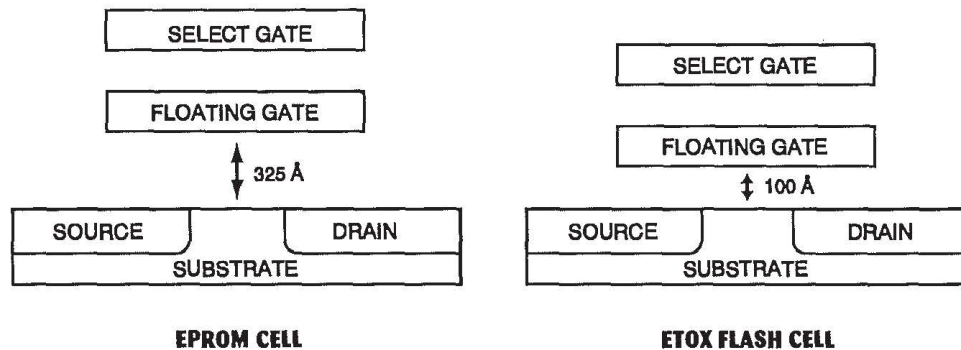 SELECT GATE
FLOATING GATE
325 Å
SOURCE
DRAIN
SUBSTRATE
EPROM CELL
SELECT GATE
FLOATING GATE
100 Å
SOURCE
DRAIN
SUBSTRATE
ETOX FLASH CELL